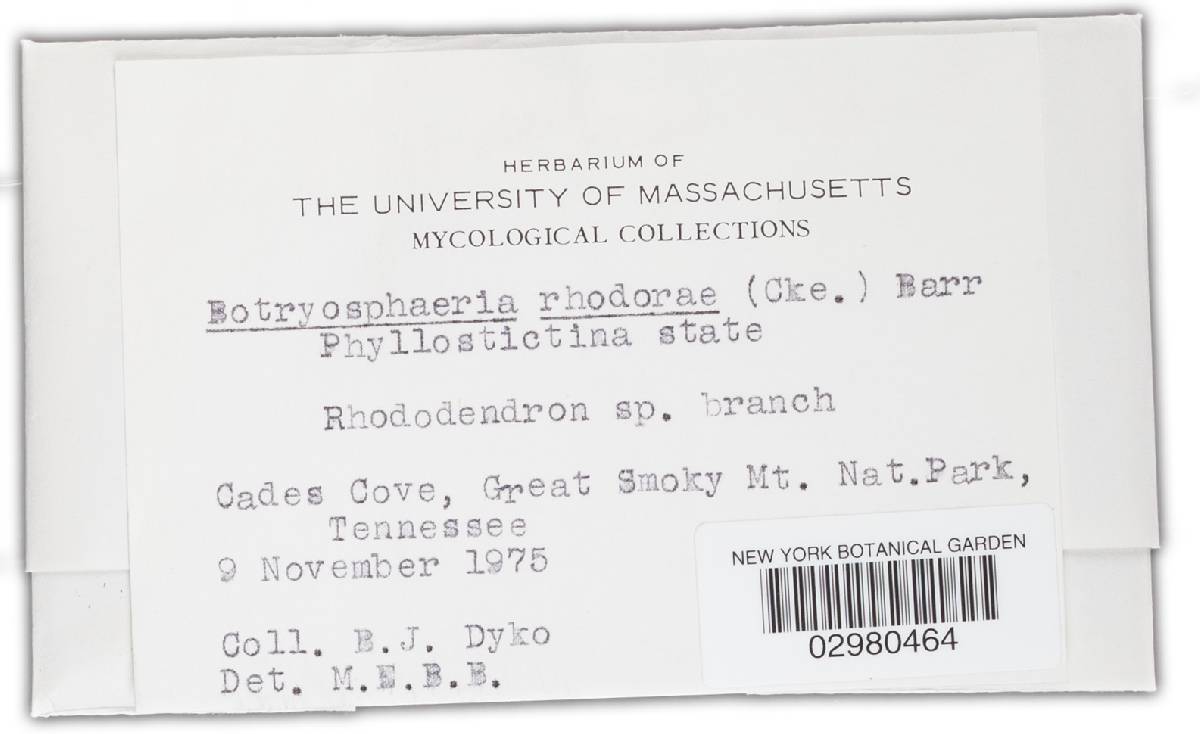 HERBARIUM OF
THE UNIVERSITY OF MASSACHUSETTS
MYCOLOGICAL COLLECTIONS
Botryosphaeria rhodorae (Cke.) Barr
Phyllostictina state
Rhododendron sp. branch
Cades Cove, Great Smoky Mt. Nat.Park,
Tennessee
9 November 1975
Coll. B.J. Dyko
Det. M.E.B.B.
NEW YORK BOTANICAL GARDEN
02980464